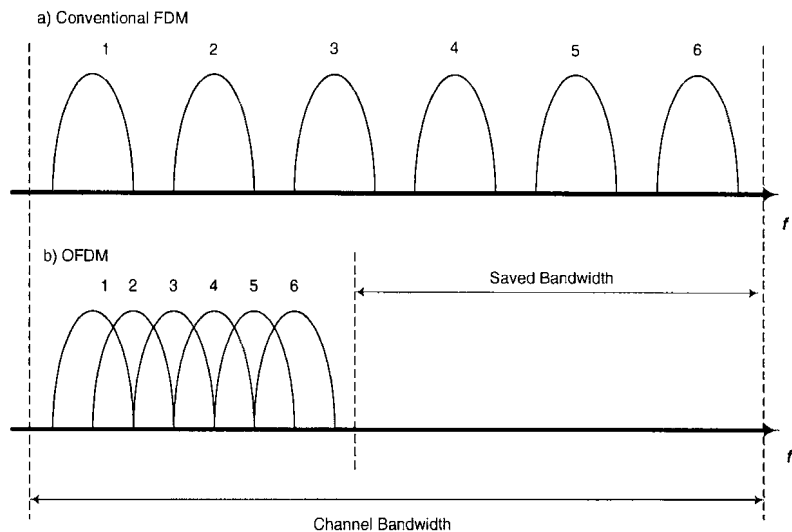 a) Conventional FDM
1 2 3 4 5 6
f
b) OFDM
Saved Bandwidth
1 2 3 4 5 6
f
Channel Bandwidth